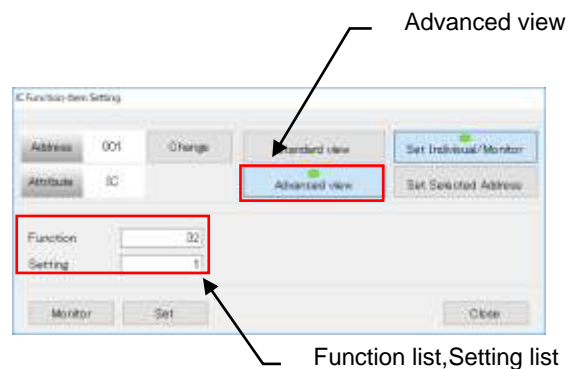 Advanced view
IC Function Item Setting
Address 001 Change Standard view Set Individual/Monitor
Attribute IC Advanced view Set Selected Address
Function 32
Setting 1
Monitor Set Close
Function list,Setting list